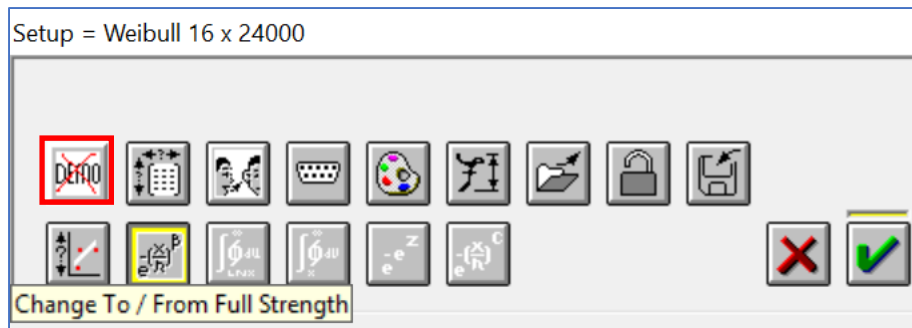 Setup = Weibull 16 x 24000
DEMO
Change To / From Full Strength